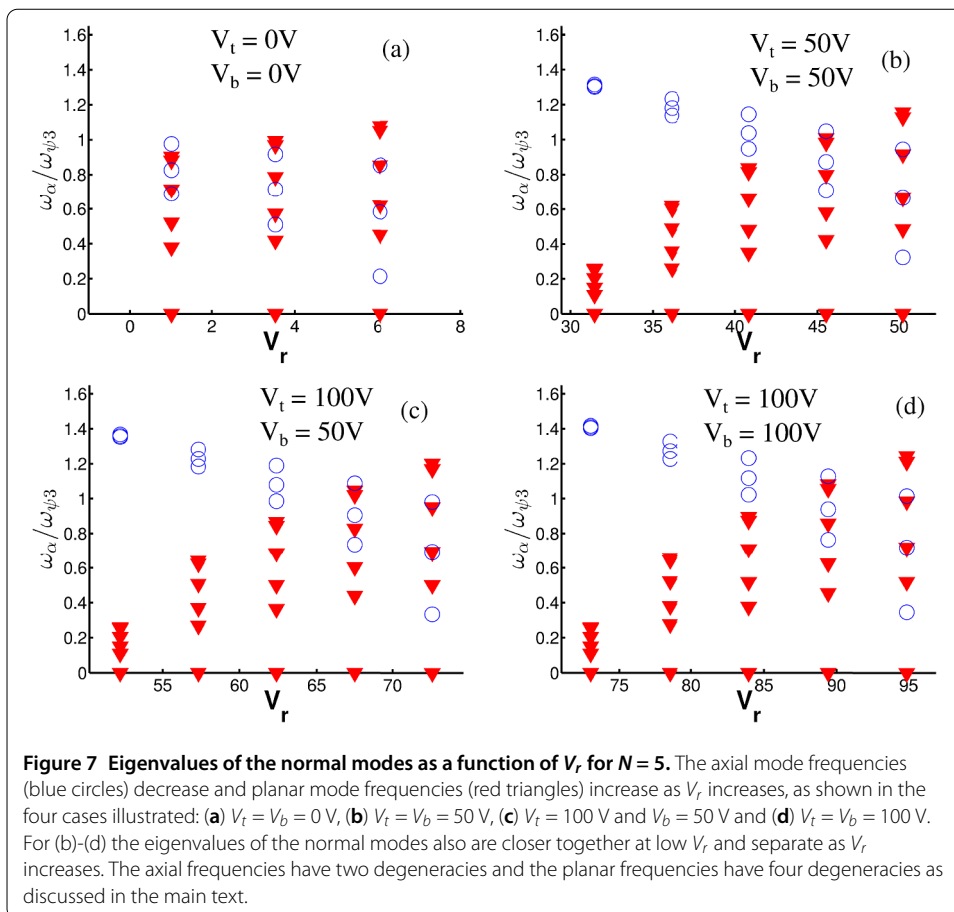 V_t = 0V
V_b = 0V
(a)
1.6
1.4
1.2
1
0.8
0.6
0.4
0.2
0
ω_α/ω_ψ3
0 2 4 6 8
V_r
V_t = 50V
V_b = 50V
(b)
1.6
1.4
1.2
1
0.8
0.6
0.4
0.2
0
ω_α/ω_ψ3
30 35 40 45 50
V_r
V_t = 100V
V_b = 50V
(c)
1.6
1.4
1.2
1
0.8
0.6
0.4
0.2
0
ω_α/ω_ψ3
55 60 65 70
V_r
V_t = 100V
V_b = 100V
(d)
1.6
1.4
1.2
1
0.8
0.6
0.4
0.2
0
ω_α/ω_ψ3
75 80 85 90 95
V_r
Figure 7 Eigenvalues of the normal modes as a function of V_r for N = 5. The axial mode frequencies
(blue circles) decrease and planar mode frequencies (red triangles) increase as V_r increases, as shown in the
four cases illustrated: (a) V_t = V_b = 0 V, (b) V_t = V_b = 50 V, (c) V_t = 100 V and V_b = 50 V and (d) V_t = V_b = 100 V.
For (b)-(d) the eigenvalues of the normal modes also are closer together at low V_r and separate as V_r
increases. The axial frequencies have two degeneracies and the planar frequencies have four degeneracies as
discussed in the main text.